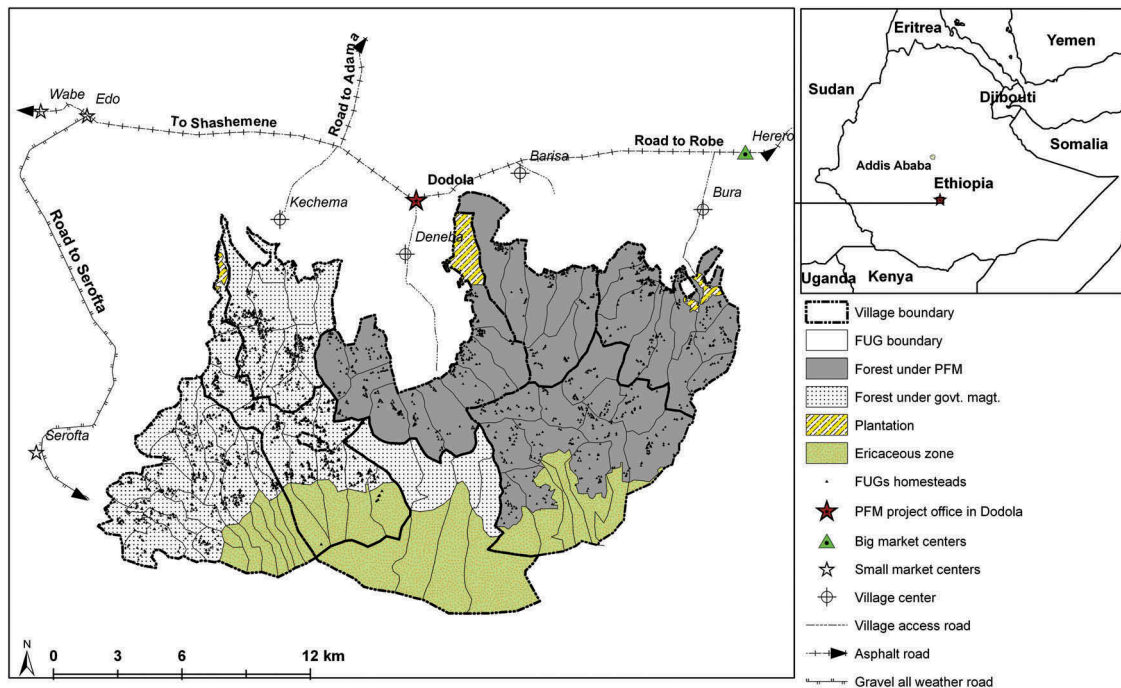 Wabe
Edo
To Shashemene
Road to Adama
Road to Robe
Herero
Barisa
Dodola
Bura
Kechema
Deneba
Road to Serofta
Serofta
N
0 3 6 12 km
Eritrea
Yemen
Sudan
Djibouti
Somalia
Addis Ababa
Ethiopia
Uganda
Kenya
Village boundary
FUG boundary
Forest under PFM
Forest under govt. magt.
Plantation
Ericaceous zone
FUGs homesteads
PFM project office in Dodola
Big market centers
Small market centers
Village center
Village access road
Asphalt road
Gravel all weather road